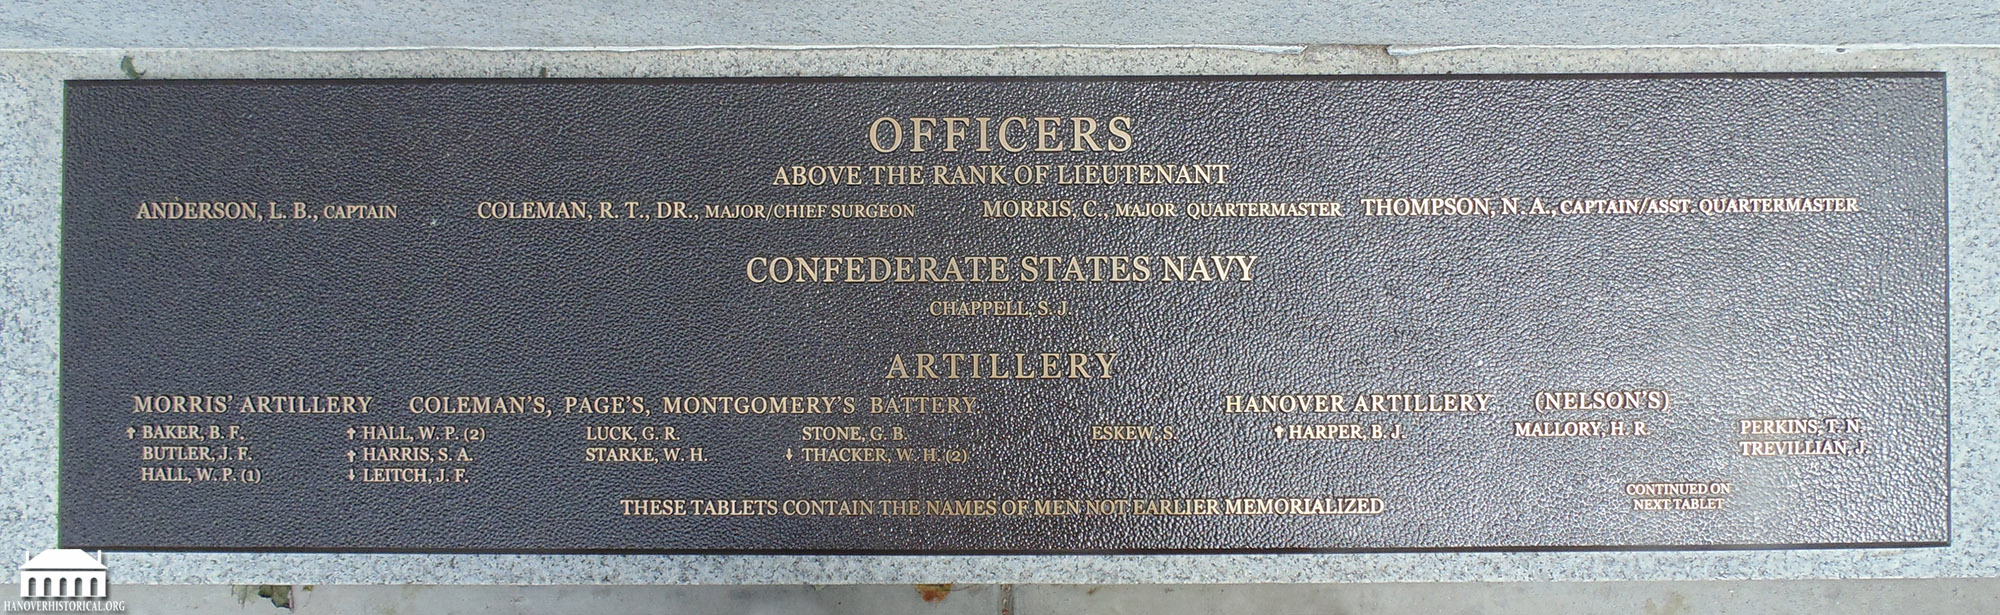 OFFICERS
ABOVE THE RANK OF LIEUTENANT
ANDERSON, L. B., CAPTAIN COLEMAN, R. T., DR., MAJOR/CHIEF SURGEON MORRIS, C., MAJOR QUARTERMASTER THOMPSON, N. A., CAPTAIN/ASST. QUARTERMASTER
CONFEDERATE STATES NAVY
CHAPPELL, S. J.
ARTILLERY
MORRIS' ARTILLERY COLEMAN'S, PAGE'S, MONTGOMERY'S BATTERY
↑ BAKER, B. F. ↑ HALL, W. P. (2) LUCK, G. R. STONE, G. B.
BUTLER, J. F. ↑ HARRIS, S. A. STARKE, W. H. ↓ THACKER, W. H. (2)
HALL, W. P. (1) ↓ LEITCH, J. F.
HANOVER ARTILLERY (NELSON'S)
ESKEW, S. ↑ HARPER, B. J. MALLORY, H. R. PERKINS, T. N.
TREVILLIAN, J.
CONTINUED ON
NEXT TABLET
THESE TABLETS CONTAIN THE NAMES OF MEN NOT EARLIER MEMORIALIZED
HANOVERHISTORICAL.ORG